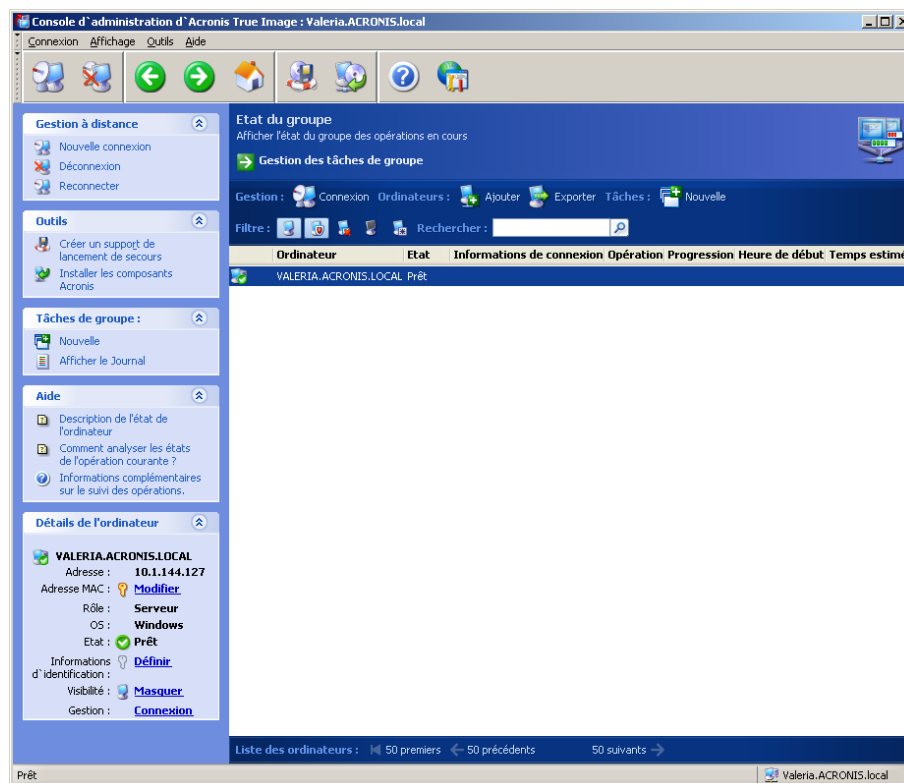 Console d`administration d`Acronis True Image : Valeria.ACRONIS.local
Connexion Affichage Outils Aide
Gestion à distance
Nouvelle connexion
Déconnexion
Reconnecter
Outils
Créer un support de
lancement de secours
Installer les composants
Acronis
Tâches de groupe :
Nouvelle
Afficher le Journal
Aide
Description de l'état de
l'ordinateur
Comment analyser les états
de l'opération courante ?
Informations complémentaires
sur le suivi des opérations.
Détails de l'ordinateur
VALERIA.ACRONIS.LOCAL
Adresse : 10.1.144.127
Adresse MAC : Modifier
Rôle : Serveur
OS : Windows
Etat : Prêt
Informations Définir
d`identification :
Visibilité : Masquer
Gestion : Connexion
Etat du groupe
Afficher l'état du groupe des opérations en cours
Gestion des tâches de groupe
Gestion : Connexion Ordinateurs : Ajouter Exporter Tâches : Nouvelle
Filtre : Rechercher :
Ordinateur Etat Informations de connexion Opération Progression Heure de début Temps estimé
VALERIA.ACRONIS.LOCAL Prêt
Liste des ordinateurs : 50 premiers 50 précédents 50 suivants
Prêt Valeria.ACRONIS.local